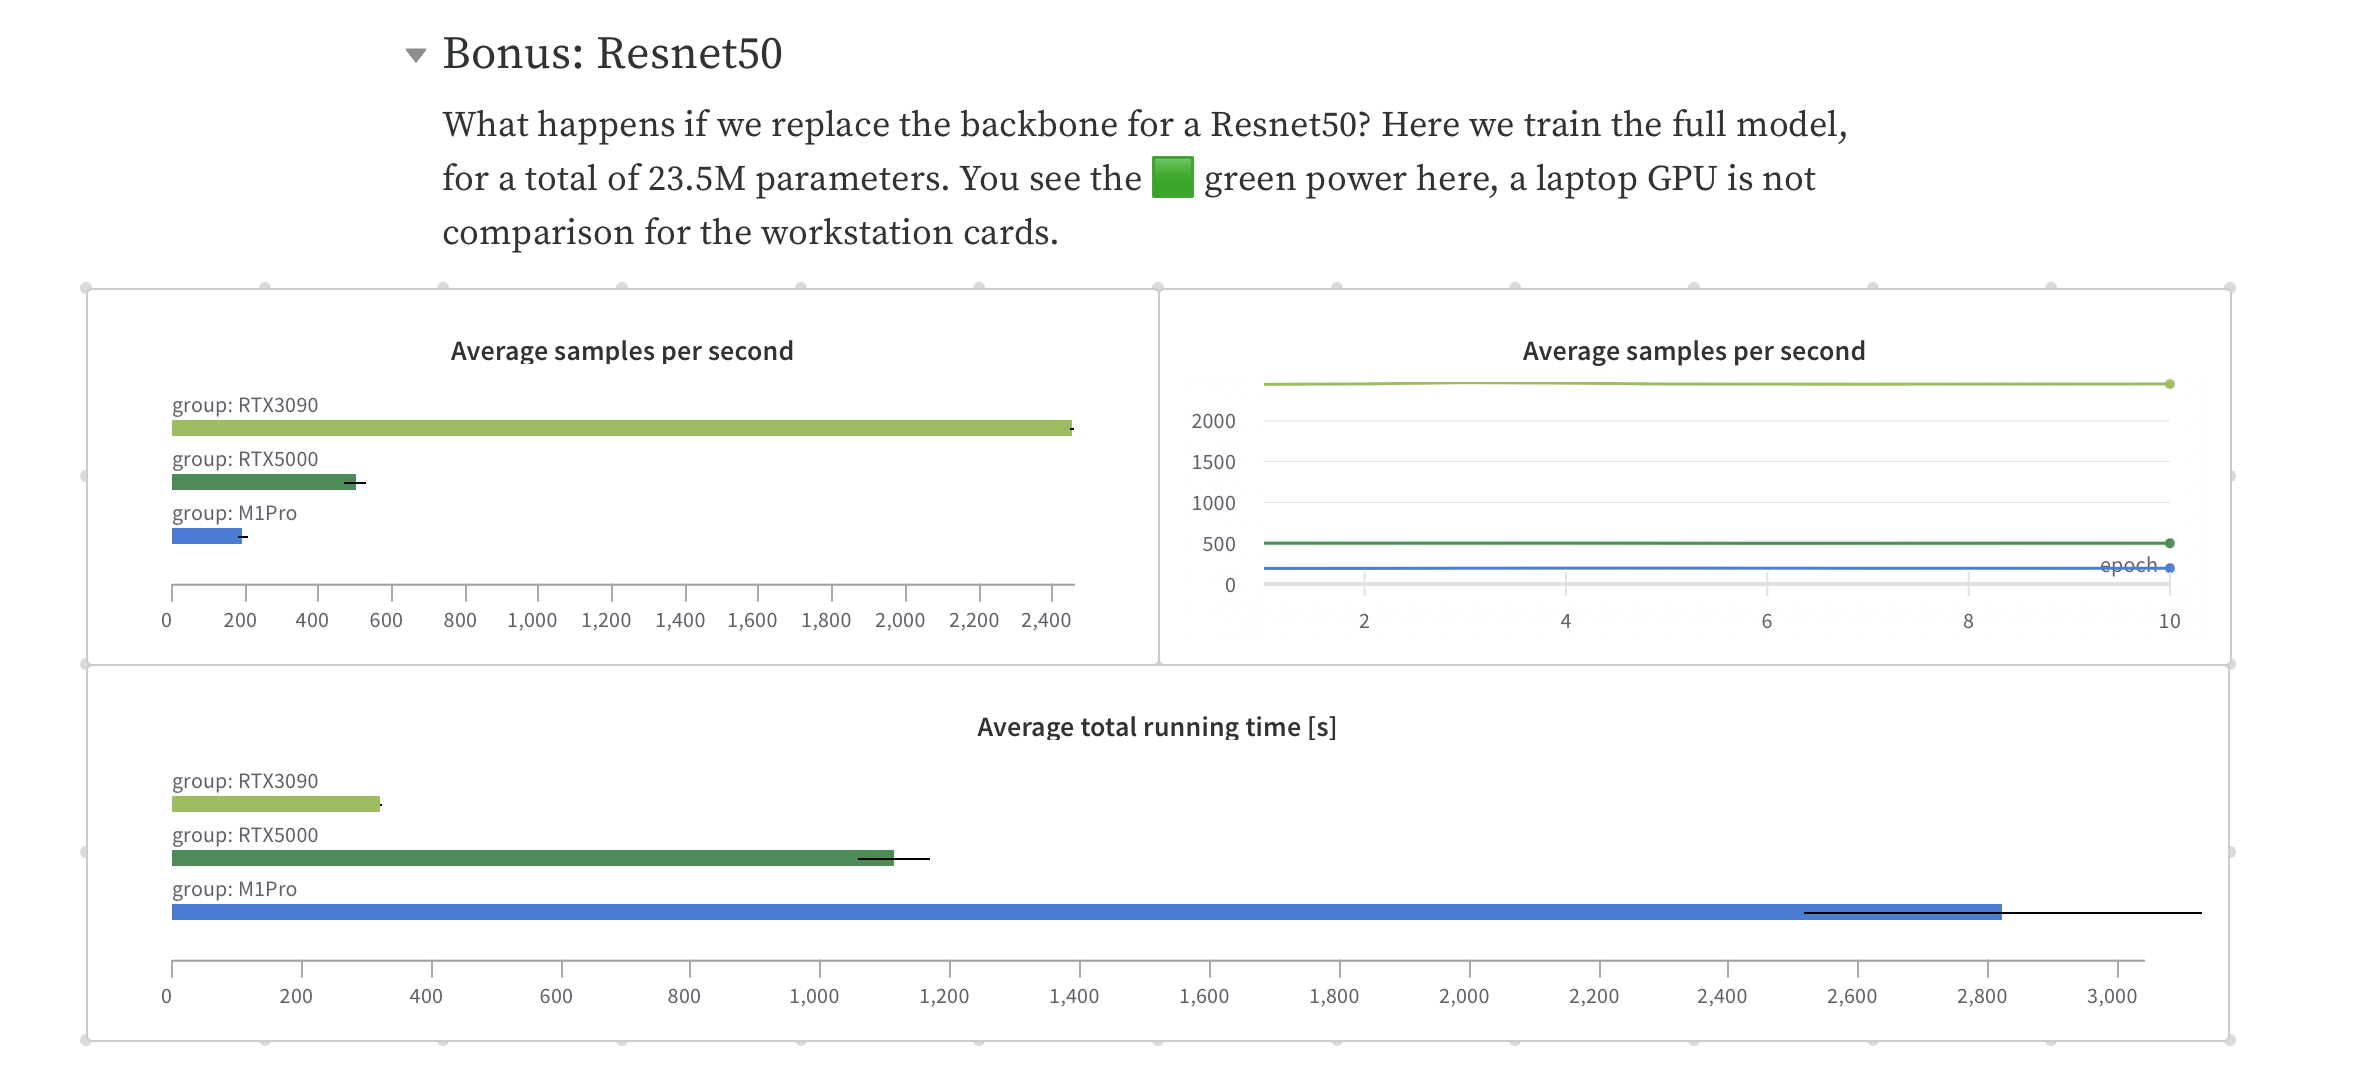 Bonus: Resnet50
What happens if we replace the backbone for a Resnet50? Here we train the full model,
for a total of 23.5M parameters. You see the 🟩 green power here, a laptop GPU is not
comparison for the workstation cards.
Average samples per second
group: RTX3090
group: RTX5000
group: M1Pro
0 200 400 600 800 1,000 1,200 1,400 1,600 1,800 2,000 2,200 2,400
Average samples per second
2000
1500
1000
500
epoch
0
2 4 6 8 10
Average total running time [s]
group: RTX3090
group: RTX5000
group: M1Pro
0 200 400 600 800 1,000 1,200 1,400 1,600 1,800 2,000 2,200 2,400 2,600 2,800 3,000